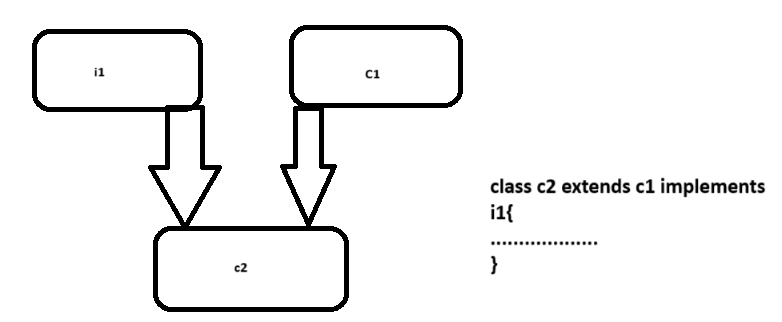 i1
C1
class c2 extends c1 implements
i1{
...................
}
c2